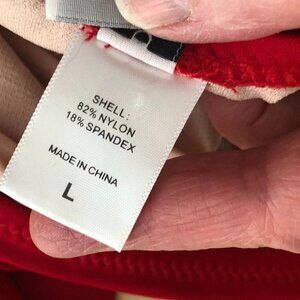 SHELL:
82% NYLON
18% SPANDEX
MADE IN CHINA
L